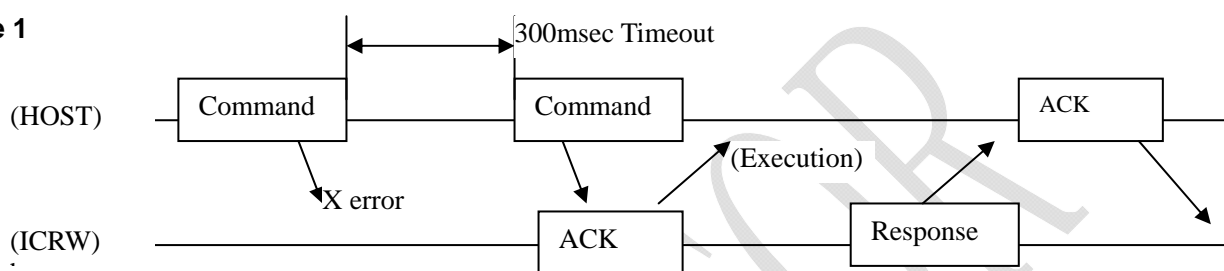 e 1
300msec Timeout
(HOST)
Command
Command
ACK
(Execution)
X error
(ICRW)
ACK
Response